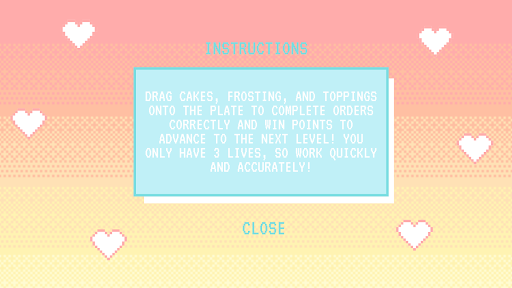 INSTRUCTIONS
DRAG CAKES, FROSTING, AND TOPPINGS
ONTO THE PLATE TO COMPLETE ORDERS
CORRECTLY AND WIN POINTS TO
ADVANCE TO THE NEXT LEVEL! YOU
ONLY HAVE 3 LIVES, SO WORK QUICKLY
AND ACCURATELY!
CLOSE